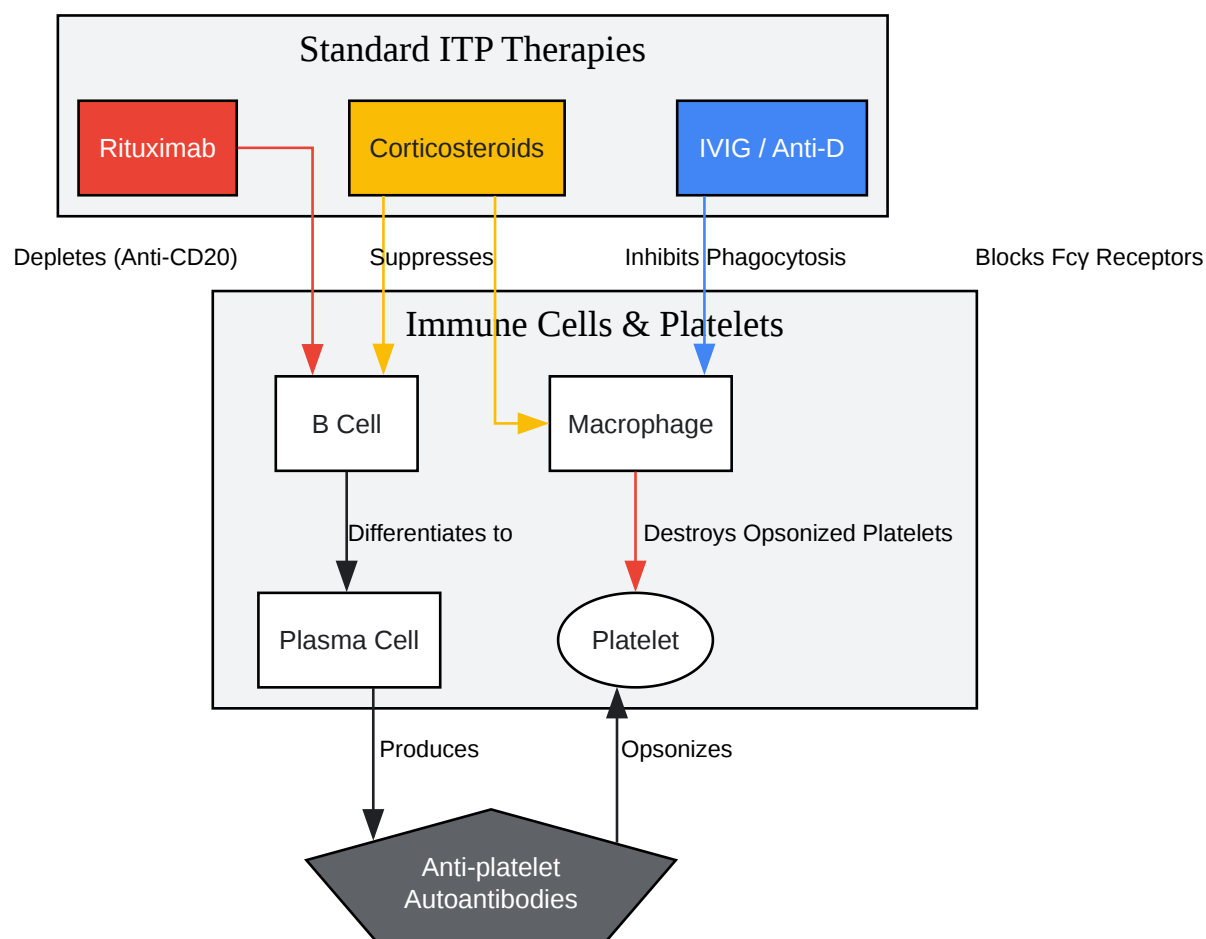 Standard ITP Therapies
Rituximab
Corticosteroids
IVIG / Anti-D
Depletes (Anti-CD20)
Suppresses
Inhibits Phagocytosis
Blocks Fcγ Receptors
Immune Cells & Platelets
B Cell
Macrophage
Differentiates to
Destroys Opsonized Platelets
Plasma Cell
Platelet
Produces
Opsonizes
Anti-platelet
Autoantibodies